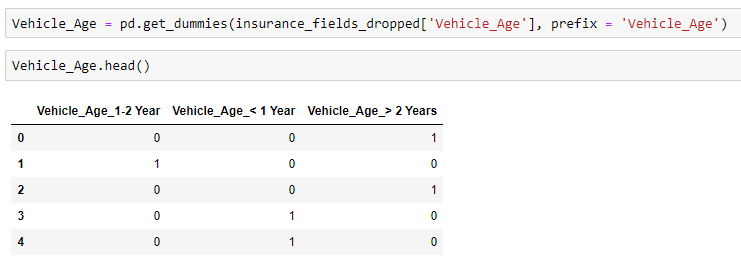 Vehicle_Age = pd.get_dummies(insurance_fields_dropped['Vehicle_Age'], prefix = 'Vehicle_Age')
Vehicle_Age.head()
Vehicle_Age_1-2 Year Vehicle_Age_< 1 Year Vehicle_Age_> 2 Years
0 0 0 1
1 1 0 0
2 0 0 1
3 0 1 0
4 0 1 0